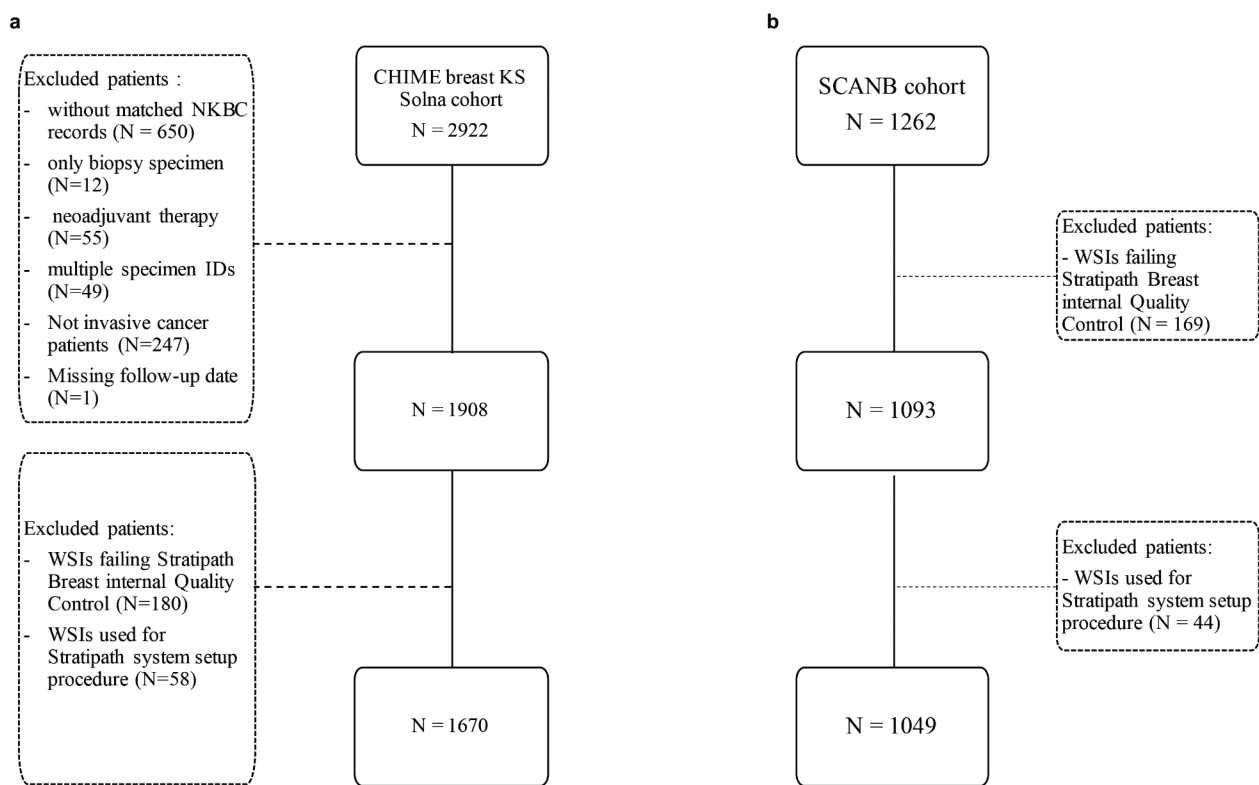 a
Excluded patients :
- without matched NKBC
records (N = 650)
- only biopsy specimen
(N=12)
- neoadjuvant therapy
(N=55)
- multiple specimen IDs
(N=49)
- Not invasive cancer
patients (N=247)
- Missing follow-up date
(N=1)
CHIME breast KS
Solna cohort
N = 2922
N = 1908
Excluded patients:
- WSIs failing Stratipath
Breast internal Quality
Control (N=180)
- WSIs used for
Stratipath system setup
procedure (N=58)
N = 1670
b
SCANB cohort
N = 1262
Excluded patients:
- WSIs failing
Stratipath Breast
internal Quality
Control (N = 169)
N = 1093
Excluded patients:
- WSIs used for
Stratipath system setup
procedure (N = 44)
N = 1049